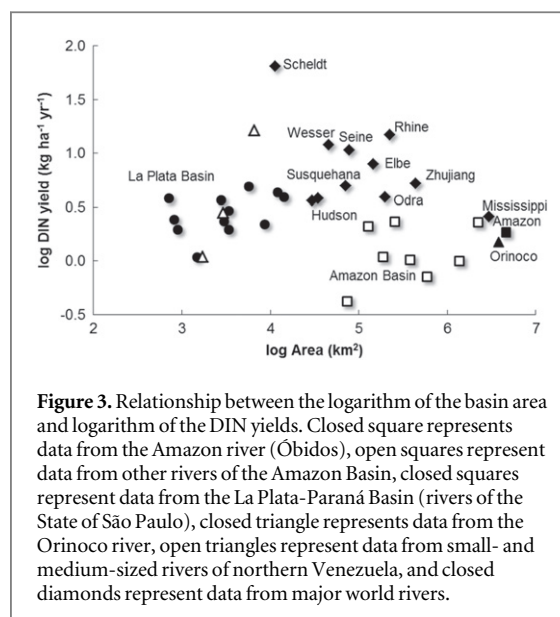 2.0
Scheldt
1.5
Wesser Seine Rhine
1.0
Elbe
La Plata Basin Susquehana Zhujiang
0.5
Hudson Odra Mississippi
Amazon
0.0
Amazon Basin Orinoco
-0.5
2 3 4 5 6 7
log DIN yield (kg ha⁻¹ yr⁻¹)
log Area (km²)
Figure 3. Relationship between the logarithm of the basin area
and logarithm of the DIN yields. Closed square represents
data from the Amazon river (Óbidos), open squares represent
data from other rivers of the Amazon Basin, closed squares
represent data from the La Plata-Paraná Basin (rivers of the
State of São Paulo), closed triangle represents data from the
Orinoco river, open triangles represent data from small- and
medium-sized rivers of northern Venezuela, and closed
diamonds represent data from major world rivers.